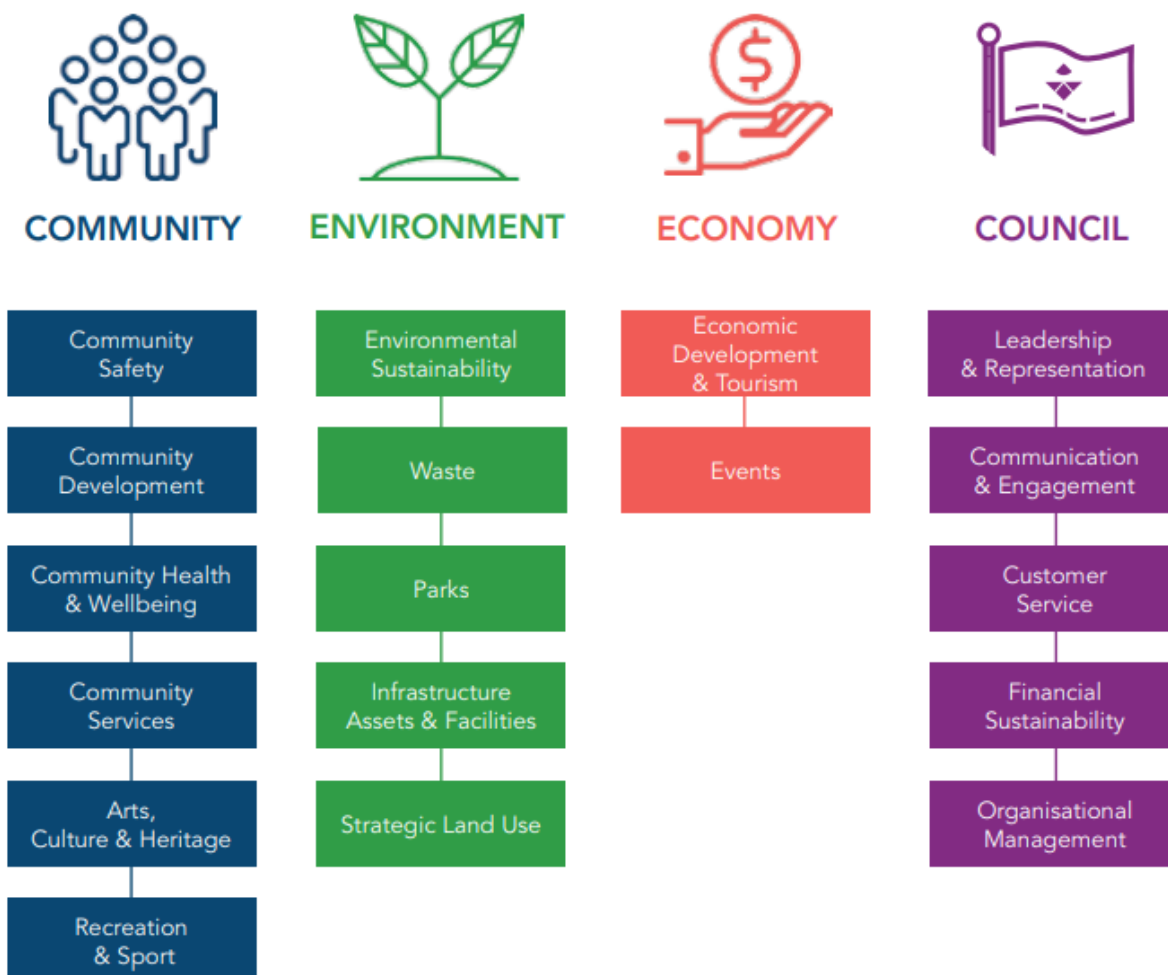 COMMUNITY
Community
Safety
Community
Development
Community Health
& Wellbeing
Community
Services
Arts,
Culture & Heritage
Recreation
& Sport
ENVIRONMENT
Environmental
Sustainability
Waste
Parks
Infrastructure
Assets & Facilities
Strategic Land Use
$
ECONOMY
Economic
Development
& Tourism
Events
COUNCIL
Leadership
& Representation
Communication
& Engagement
Customer
Service
Financial
Sustainability
Organisational
Management